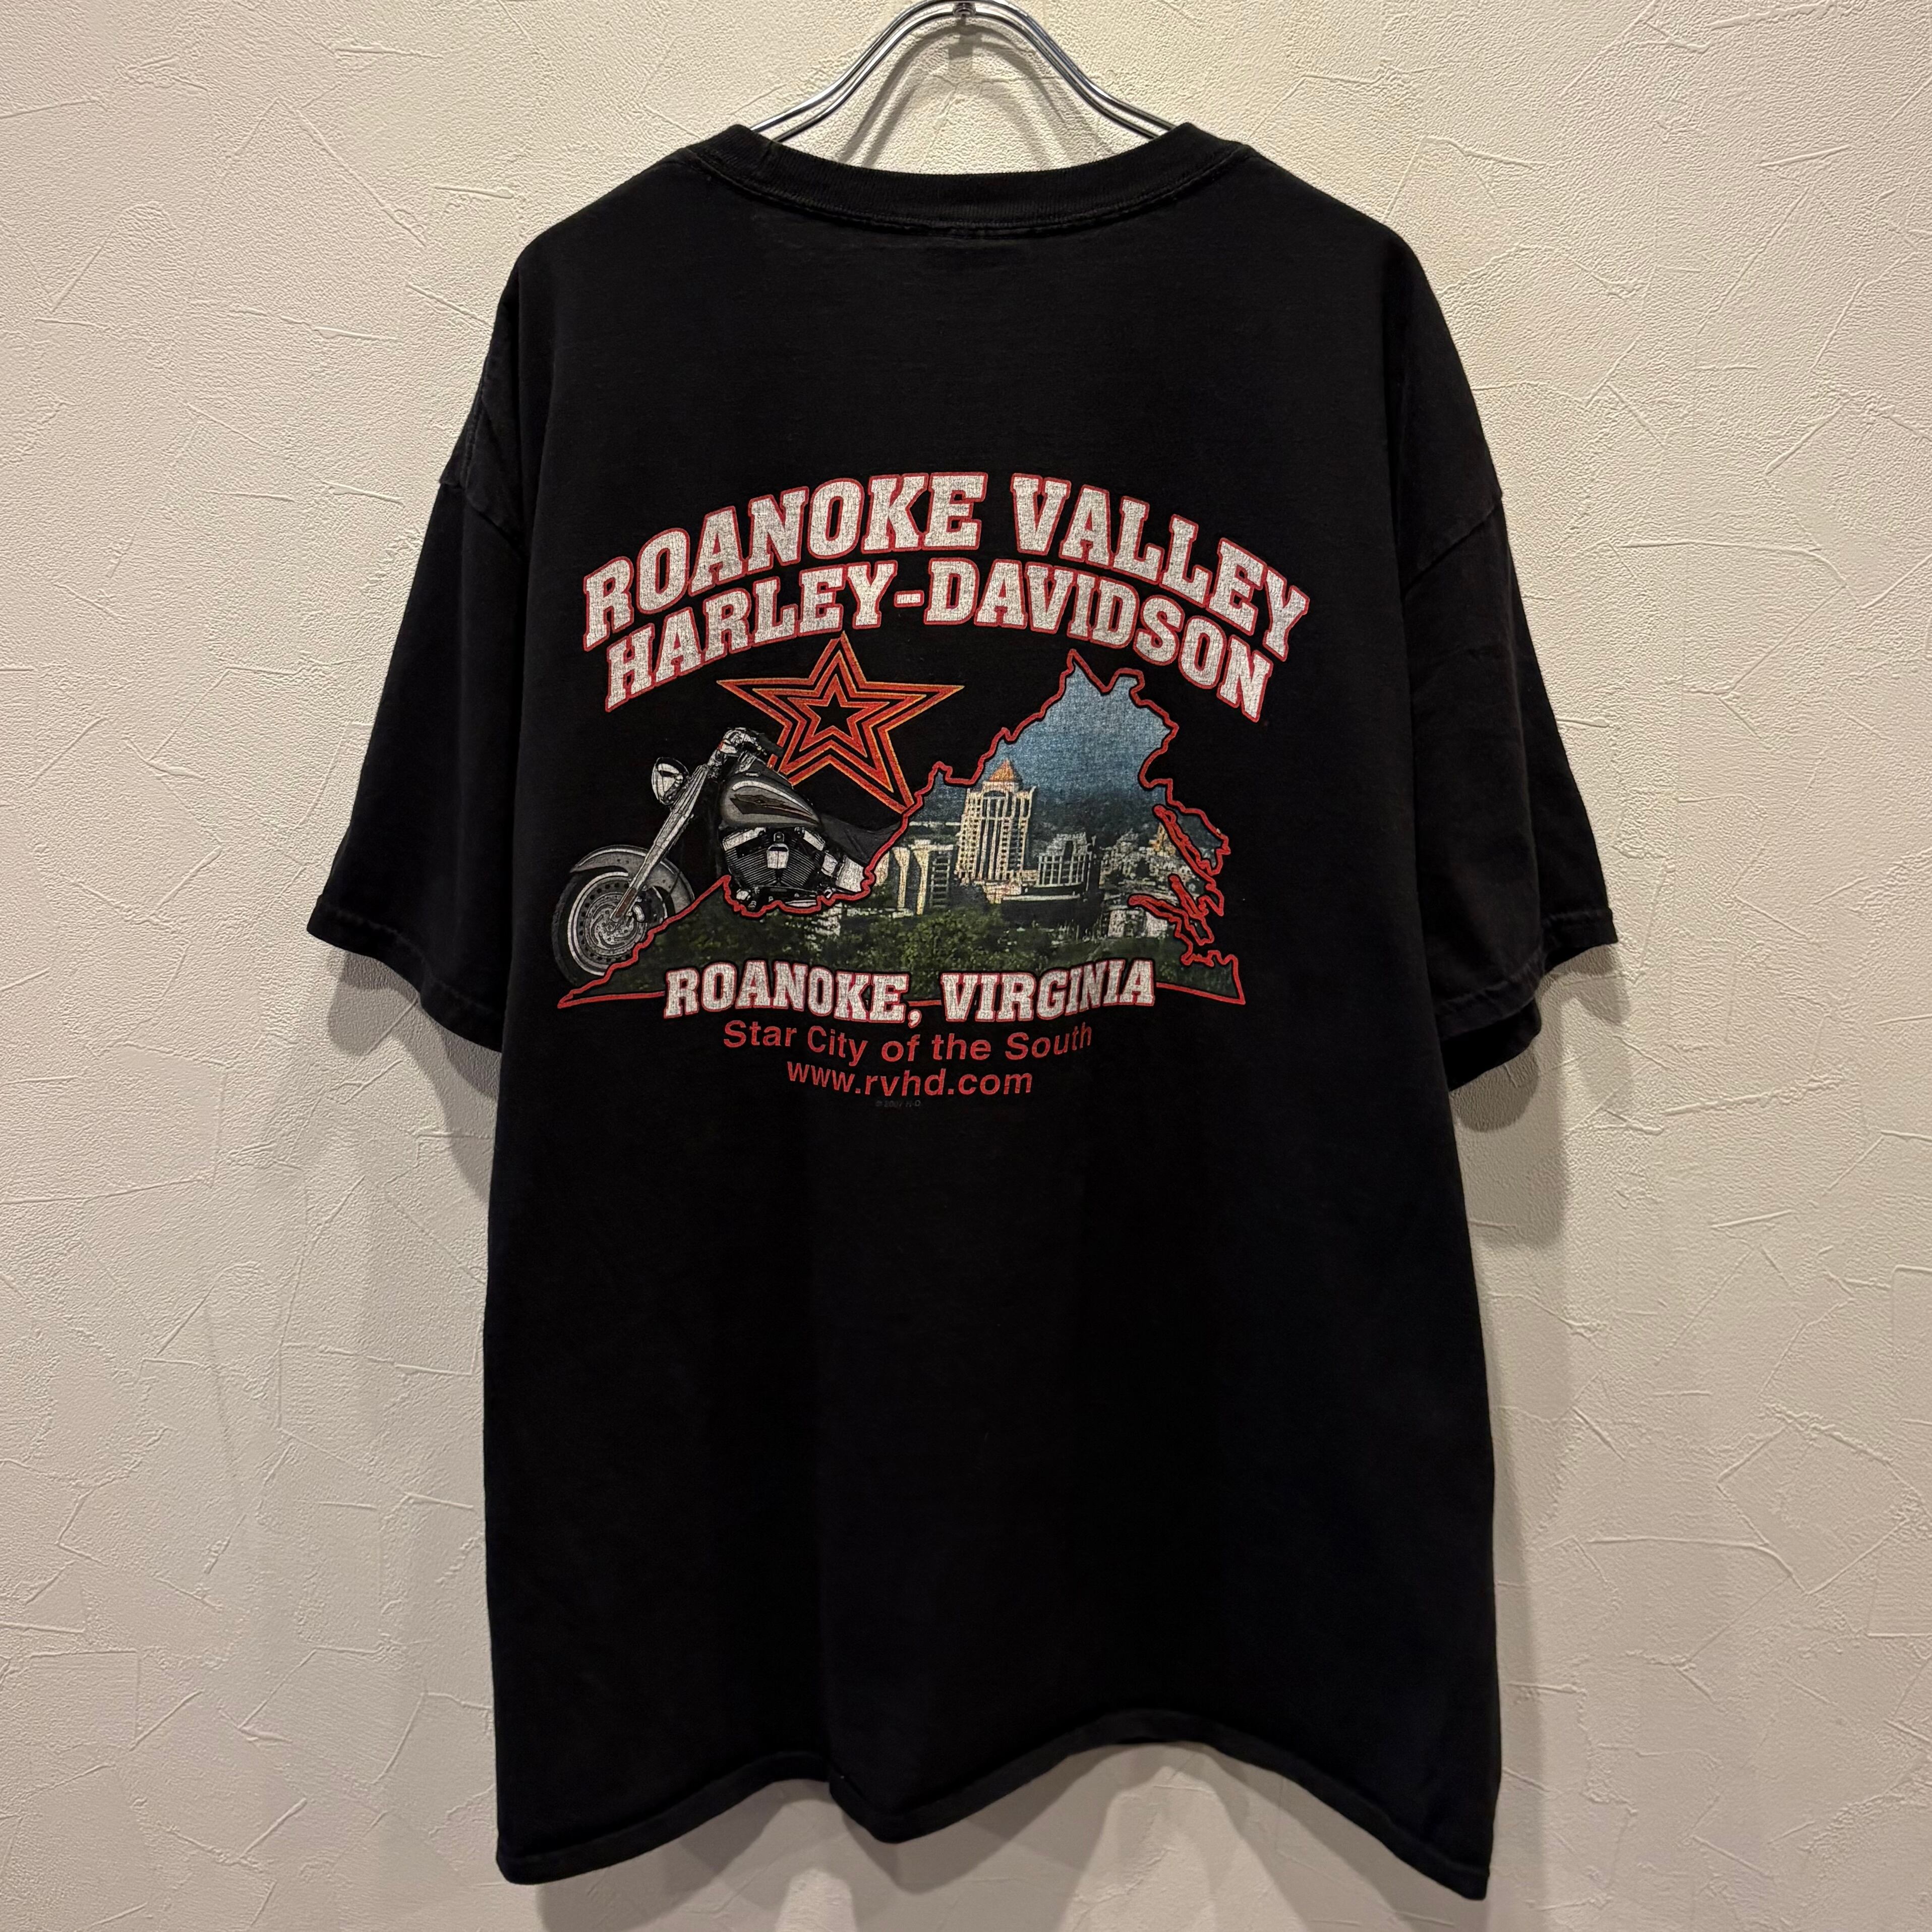 ROANOKE VALLEY
HARLEY-DAVIDSON
ROANOKE, VIRGINIA
Star City of the South
www.rvhd.com